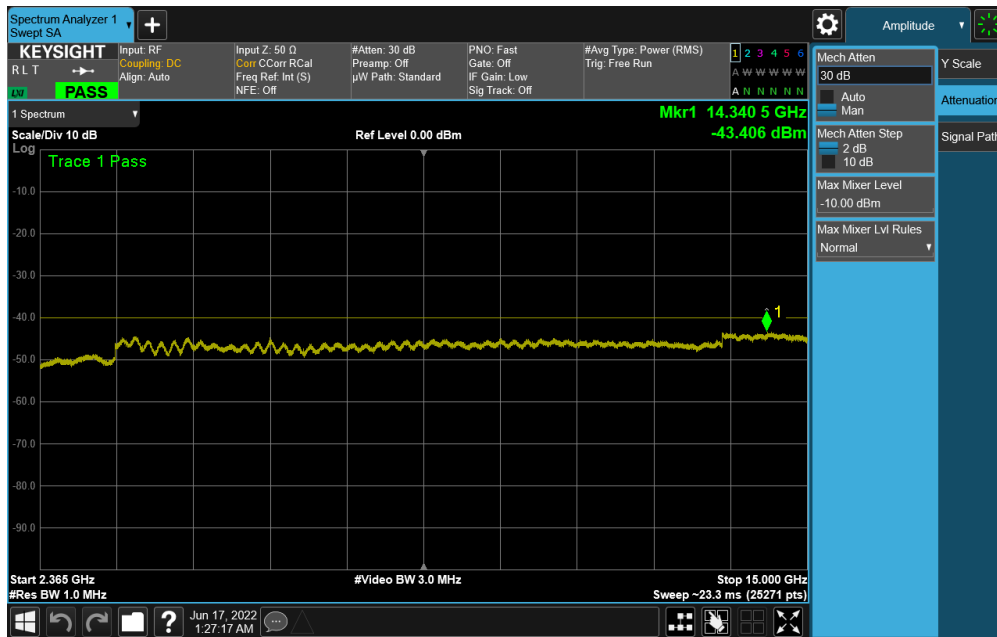 Spectrum Analyzer 1
Swept SA
+
Amplitude
KEYSIGHT
R L T
LXI
PASS
Input: RF
Coupling: DC
Align: Auto
Input Z: 50 Ω
Corr CCorr RCal
Freq Ref: Int (S)
NFE: Off
#Atten: 30 dB
Preamp: Off
µW Path: Standard
PNO: Fast
Gate: Off
IF Gain: Low
Sig Track: Off
#Avg Type: Power (RMS)
Trig: Free Run
1 2 3 4 5 6
A W W W W W
A N N N N N
1 Spectrum
Scale/Div 10 dB
Log
Ref Level 0.00 dBm
Mkr1 14.340 5 GHz
-43.406 dBm
Trace 1 Pass
-10.0
-20.0
-30.0
-40.0
-50.0
-60.0
-70.0
-80.0
-90.0
1
Start 2.365 GHz
#Res BW 1.0 MHz
#Video BW 3.0 MHz
Stop 15.000 GHz
Sweep ~23.3 ms (25271 pts)
Mech Atten
30 dB
Auto
Man
Mech Atten Step
2 dB
10 dB
Max Mixer Level
-10.00 dBm
Max Mixer Lvl Rules
Normal
Y Scale
Attenuation
Signal Path
?
Jun 17, 2022
1:27:17 AM